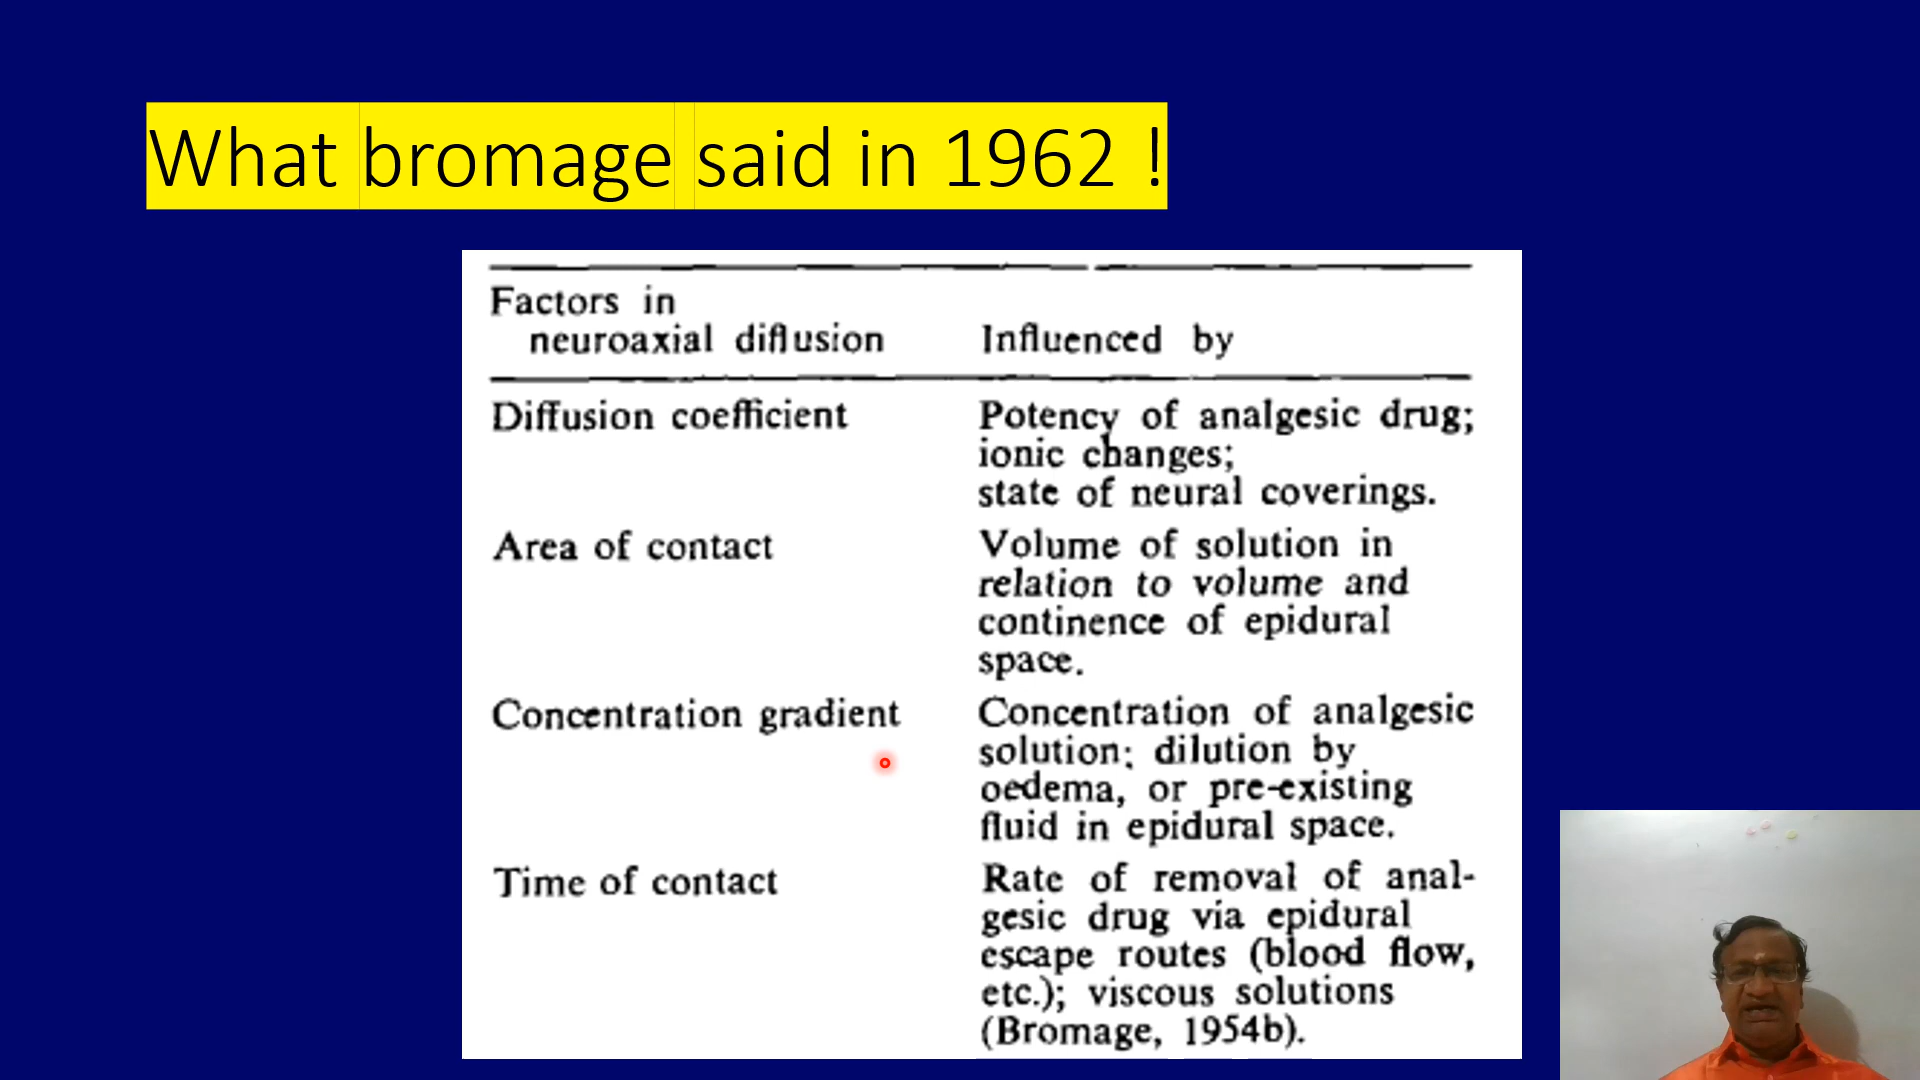 What bromage said in 1962 !
Factors in
neuroaxial diffusion
Influenced by
Diffusion coefficient
Potency of analgesic drug;
ionic changes;
state of neural coverings.
Area of contact
Volume of solution in
relation to volume and
continence of epidural
space.
Concentration gradient
Concentration of analgesic
solution; dilution by
oedema, or pre-existing
fluid in epidural space.
Time of contact
Rate of removal of anal-
gesic drug via epidural
escape routes (blood flow,
etc.); viscous solutions
(Bromage, 1954b).